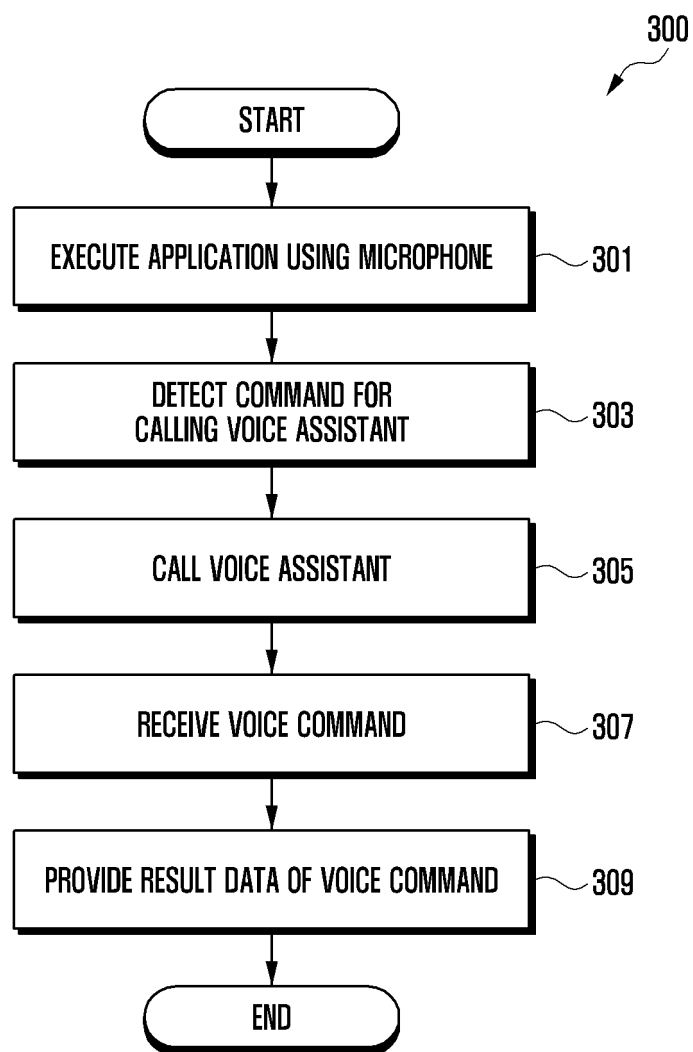 300
START
EXECUTE APPLICATION USING MICROPHONE
301
DETECT COMMAND FOR
CALLING VOICE ASSISTANT
303
CALL VOICE ASSISTANT
305
RECEIVE VOICE COMMAND
307
PROVIDE RESULT DATA OF VOICE COMMAND
309
END